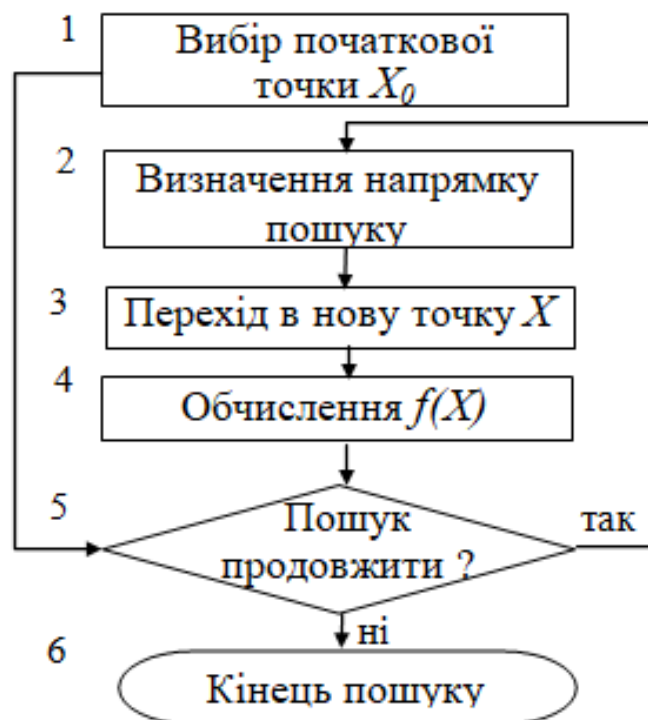 1
Вибір початкової
точки X0
2
Визначення напрямку
пошуку
3
Перехід в нову точку X
4
Обчислення f(X)
5
Пошук
продовжити ?
так
ні
6
Кінець пошуку